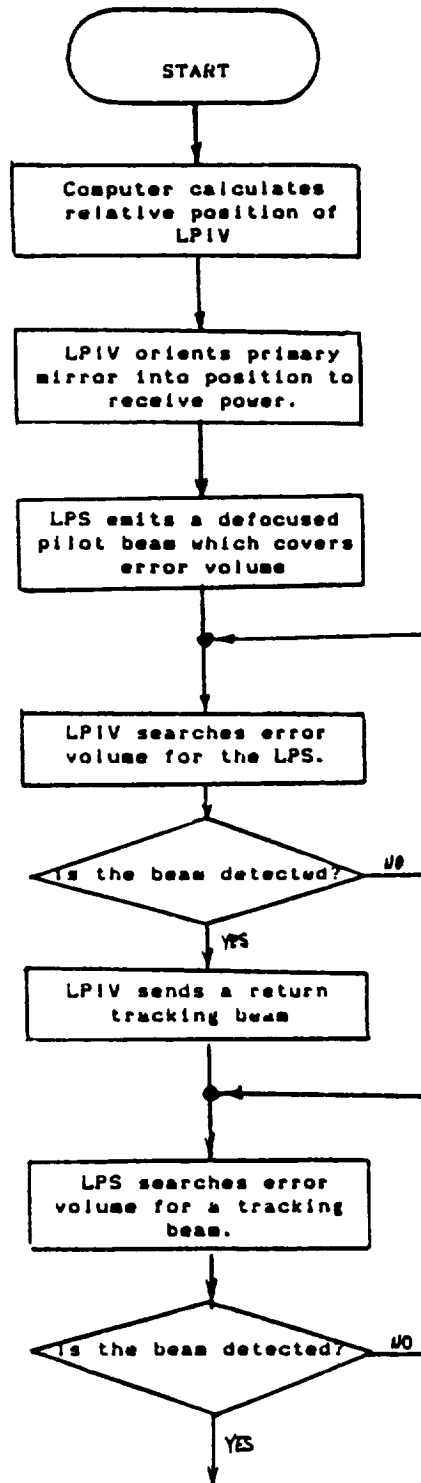 START
Computer calculates
relative position of
LPIV
LPIV orients primary
mirror into position to
receive power.
LPS emits a defocused
pilot beam which covers
error volume
LPIV searches error
volume for the LPS.
Is the beam detected?
NO
YES
LPIV sends a return
tracking beam
LPS searches error
volume for a tracking
beam.
Is the beam detected?
NO
YES